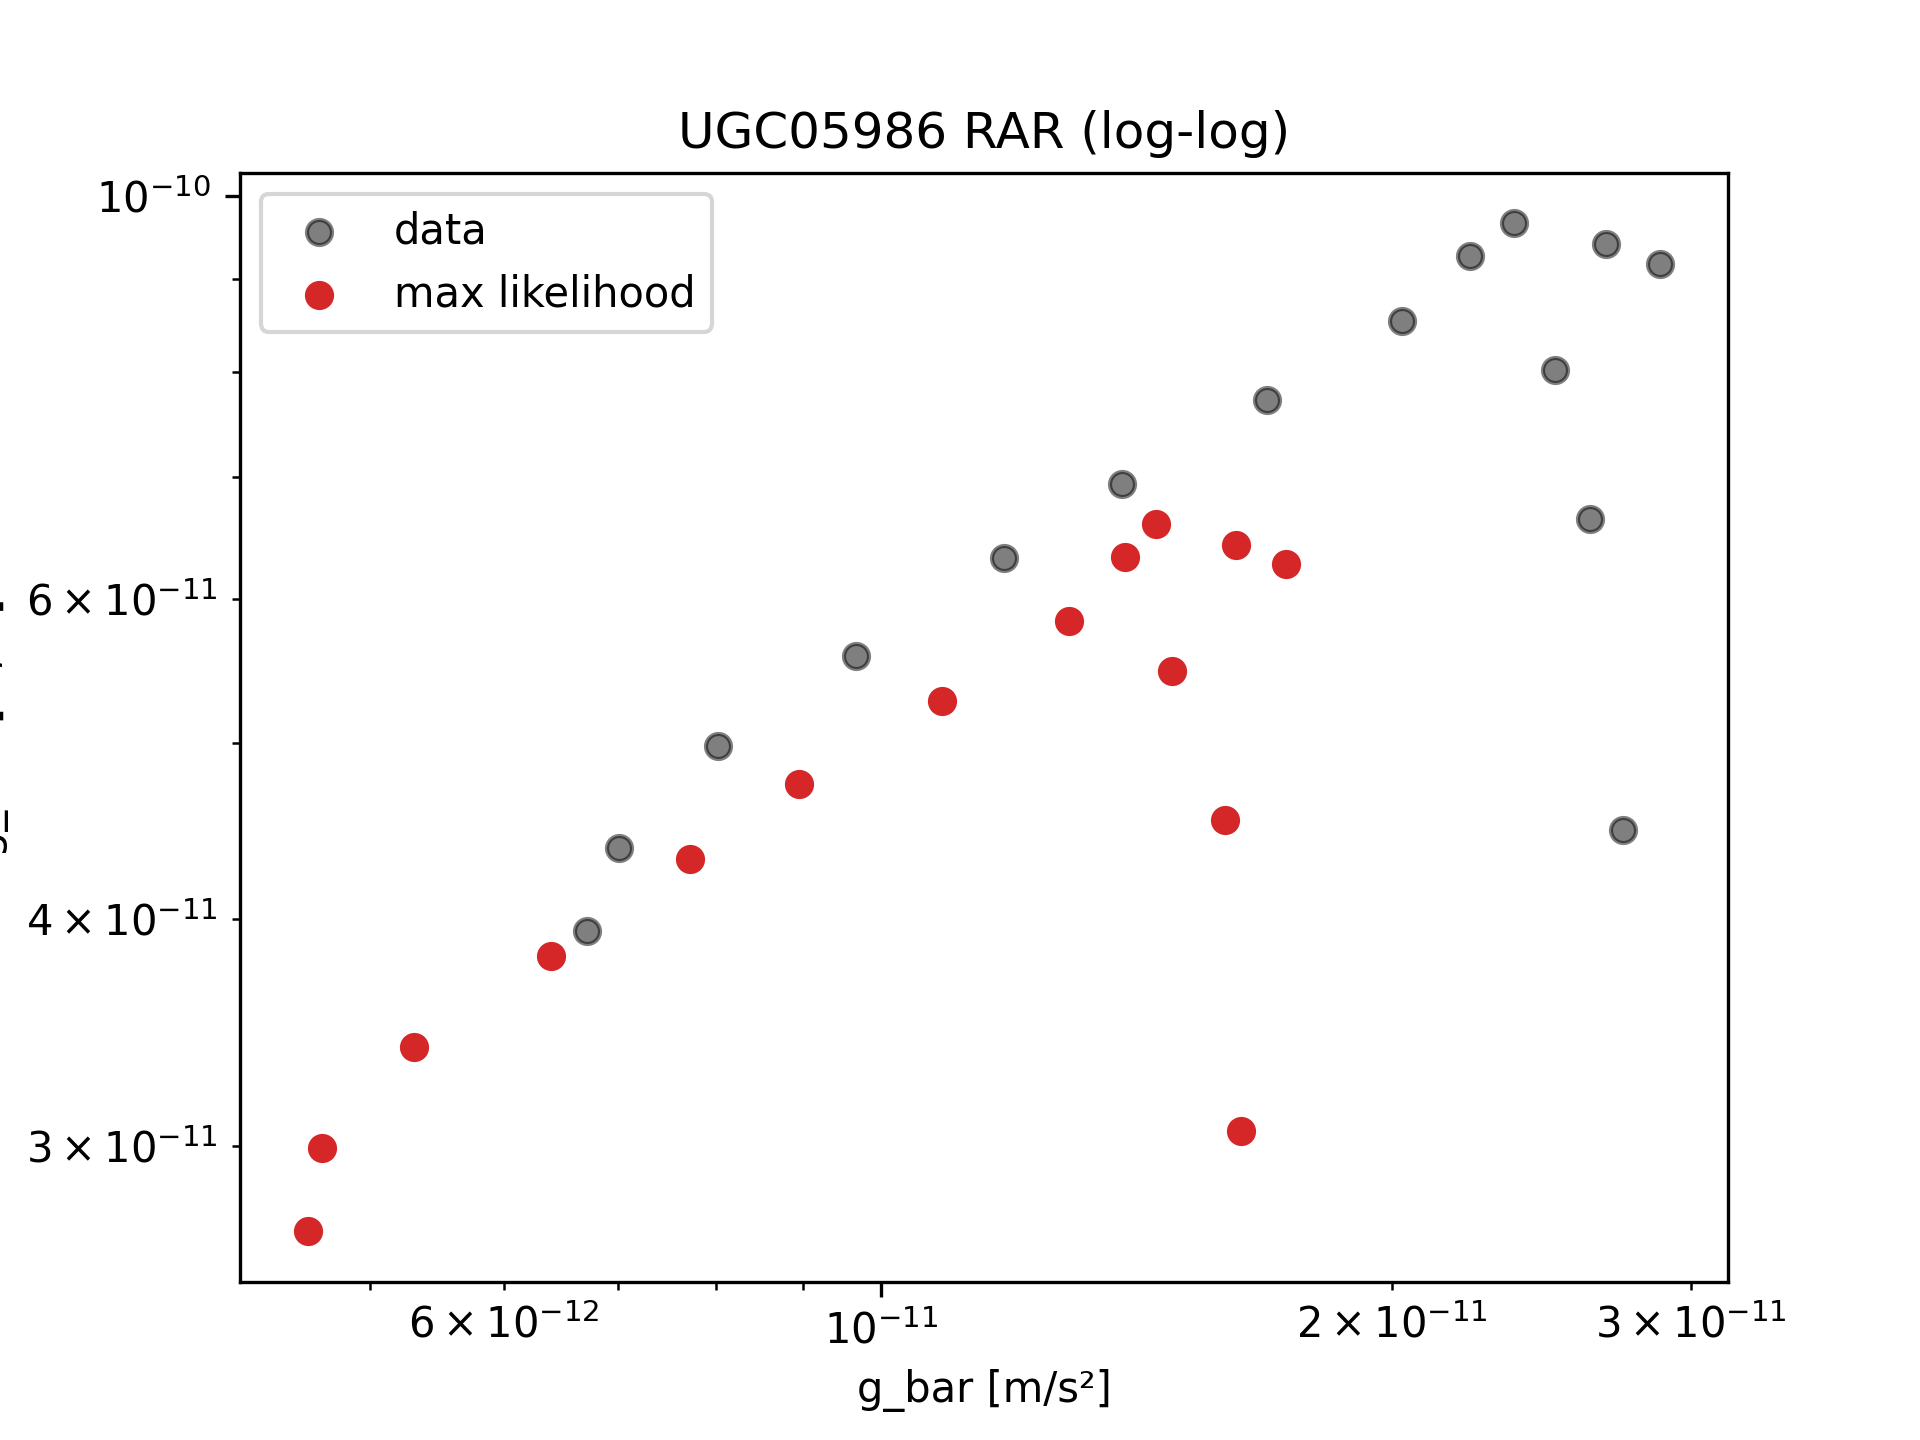 UGC05986 RAR (log-log)
10⁻¹⁰
data
max likelihood
6 × 10⁻¹¹
4 × 10⁻¹¹
3 × 10⁻¹¹
6 × 10⁻¹² 10⁻¹¹ 2 × 10⁻¹¹ 3 × 10⁻¹¹
g_bar [m/s²]